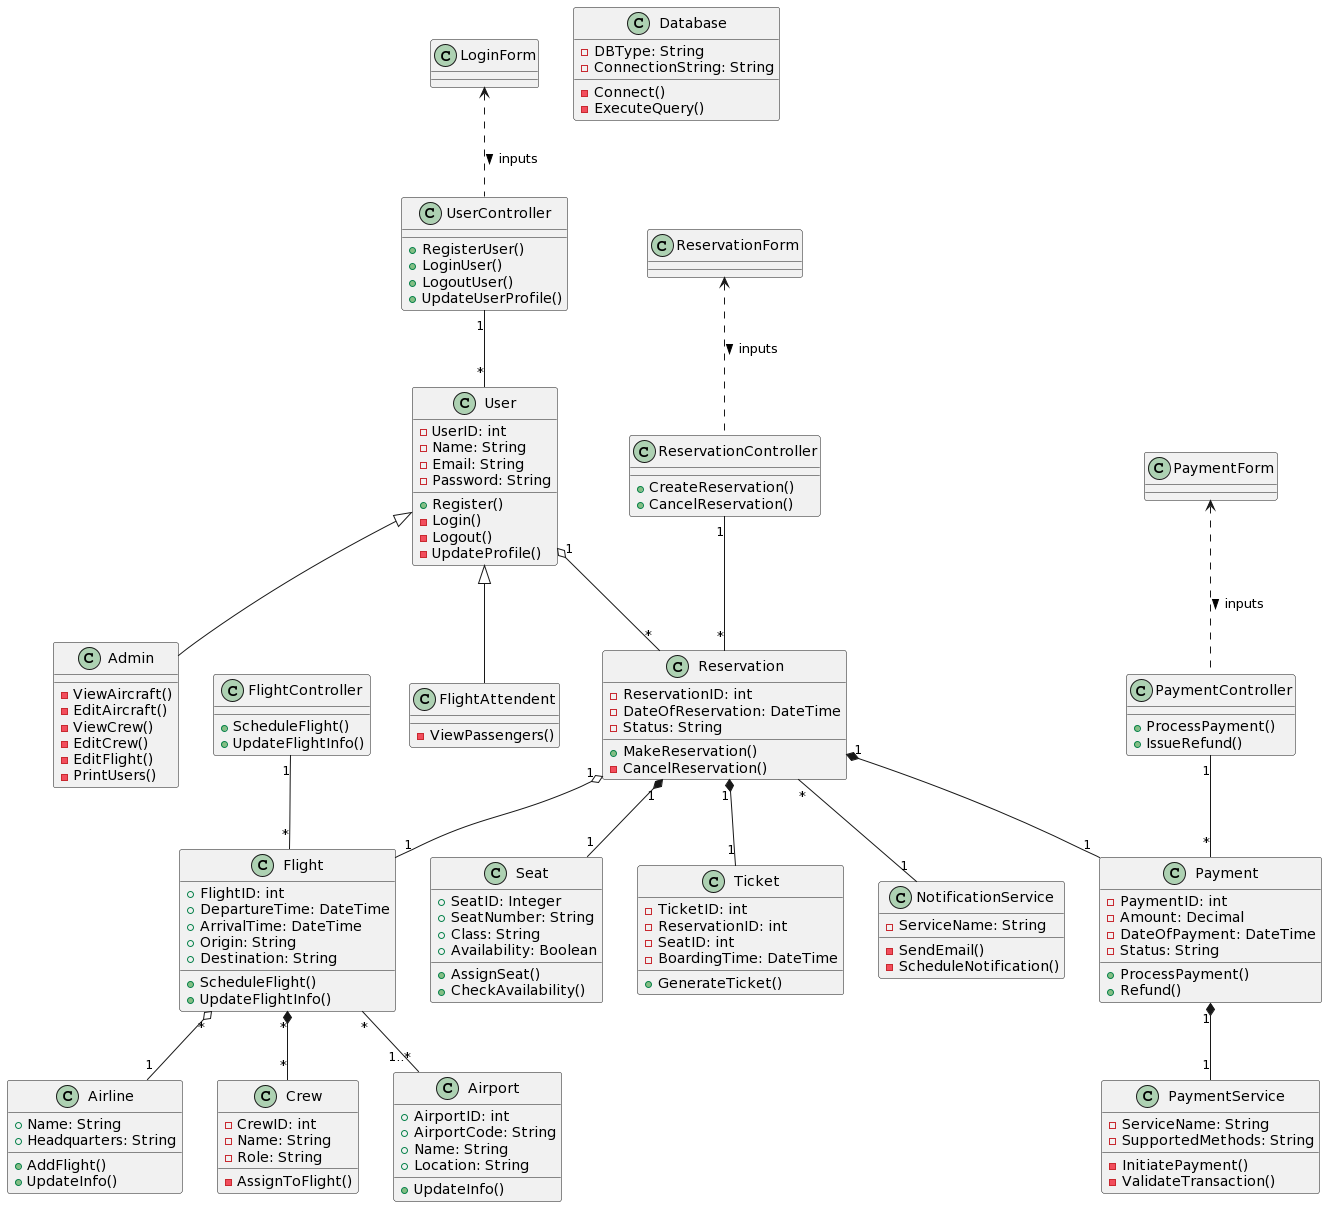 Database
DBType: String
ConnectionString: String
Connect()
ExecuteQuery()
LoginForm
inputs
UserController
RegisterUser()
LoginUser()
LogoutUser()
UpdateUserProfile()
1
*
ReservationForm
inputs
User
UserID: int
Name: String
Email: String
Password: String
Register()
Login()
Logout()
UpdateProfile()
1
*
ReservationController
CreateReservation()
CancelReservation()
1
*
PaymentForm
inputs
Admin
ViewAircraft()
EditAircraft()
ViewCrew()
EditCrew()
EditFlight()
PrintUsers()
FlightController
ScheduleFlight()
UpdateFlightInfo()
1
*
FlightAttendent
ViewPassengers()
Reservation
ReservationID: int
DateOfReservation: DateTime
Status: String
MakeReservation()
CancelReservation()
1
1
1
1
1
1
*
1
1
1
PaymentController
ProcessPayment()
IssueRefund()
1
*
Flight
FlightID: int
DepartureTime: DateTime
ArrivalTime: DateTime
Origin: String
Destination: String
ScheduleFlight()
UpdateFlightInfo()
*
1
*
*
*
1..*
Seat
SeatID: Integer
SeatNumber: String
Class: String
Availability: Boolean
AssignSeat()
CheckAvailability()
Ticket
TicketID: int
ReservationID: int
SeatID: int
BoardingTime: DateTime
GenerateTicket()
NotificationService
ServiceName: String
SendEmail()
ScheduleNotification()
Payment
PaymentID: int
Amount: Decimal
DateOfPayment: DateTime
Status: String
ProcessPayment()
Refund()
1
1
Airline
Name: String
Headquarters: String
AddFlight()
UpdateInfo()
Crew
CrewID: int
Name: String
Role: String
AssignToFlight()
Airport
AirportID: int
AirportCode: String
Name: String
Location: String
UpdateInfo()
PaymentService
ServiceName: String
SupportedMethods: String
InitiatePayment()
ValidateTransaction()